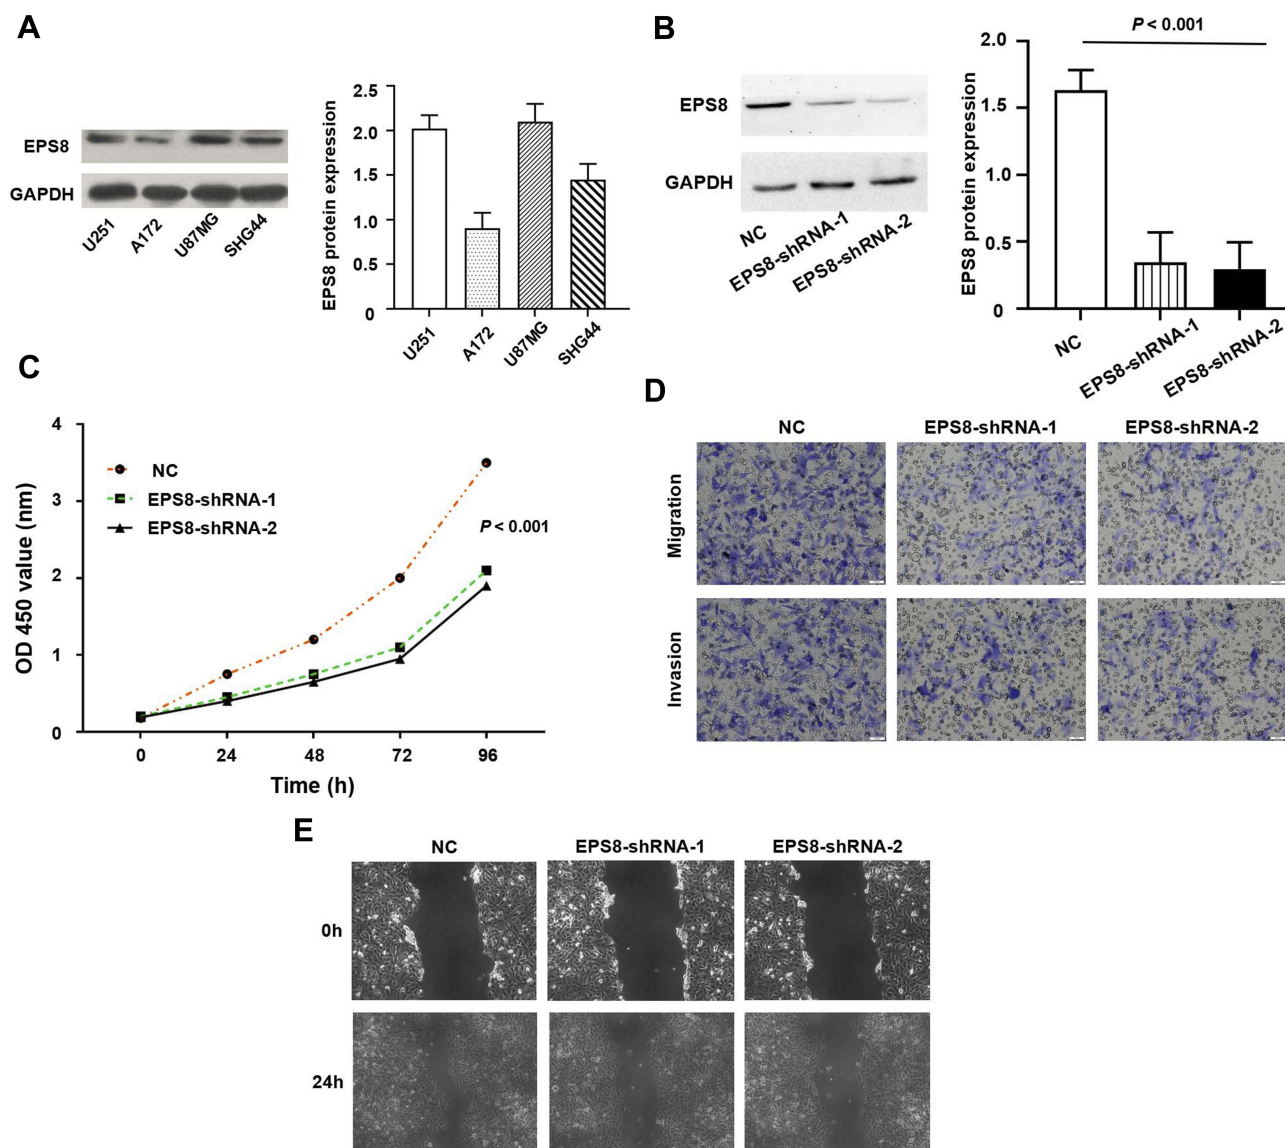 A
EPS8
GAPDH
U251
A172
U87MG
SHG44
EPS8 protein expression
2.5
2.0
1.5
1.0
0.5
0
U251
A172
U87MG
SHG44
B
EPS8
GAPDH
NC
EPS8-shRNA-1
EPS8-shRNA-2
P < 0.001
EPS8 protein expression
2.0
1.5
1.0
0.5
0
NC
EPS8-shRNA-1
EPS8-shRNA-2
C
OD 450 value (nm)
4
3
2
1
0
NC
EPS8-shRNA-1
EPS8-shRNA-2
P < 0.001
0 24 48 72 96
Time (h)
D
NC EPS8-shRNA-1 EPS8-shRNA-2
Migration
Invasion
E
NC EPS8-shRNA-1 EPS8-shRNA-2
0h
24h